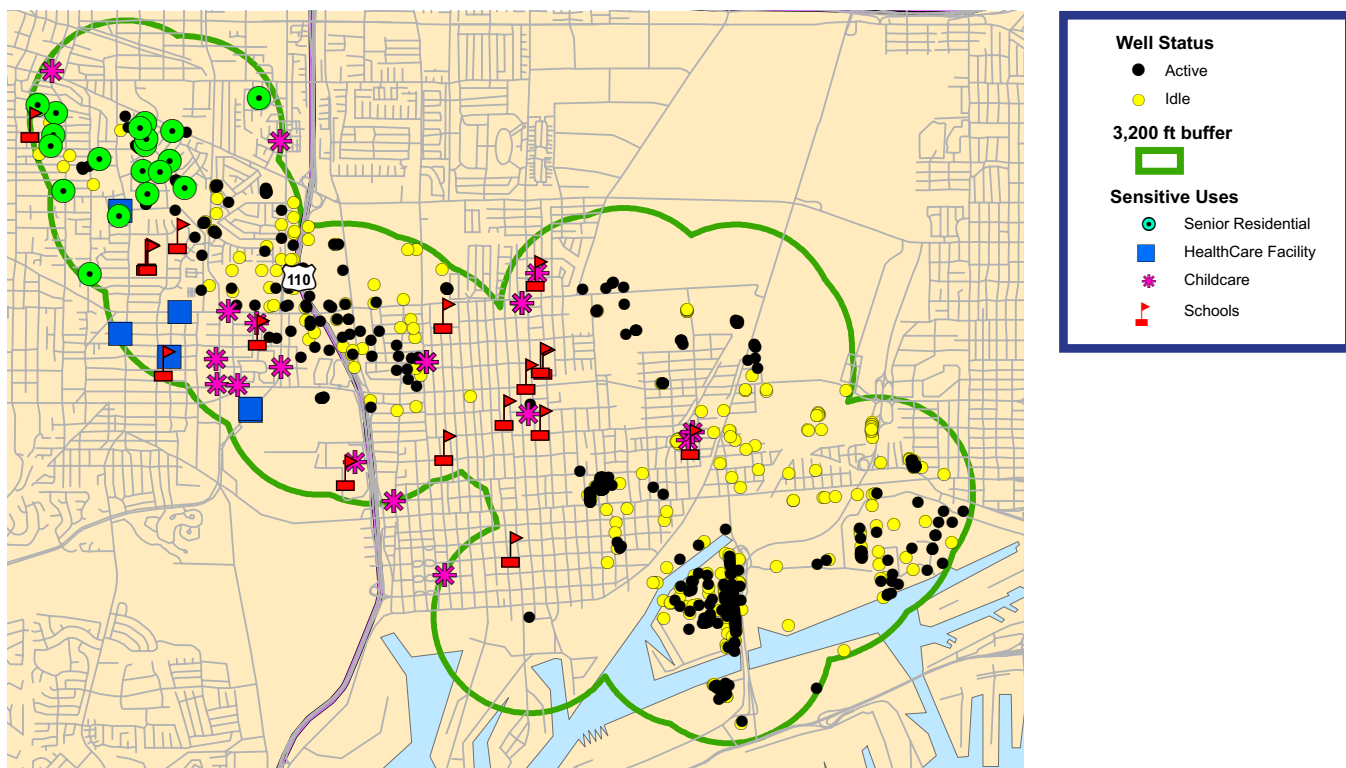 110
Well Status
Active
Idle
3,200 ft buffer
Sensitive Uses
Senior Residential
HealthCare Facility
Childcare
Schools